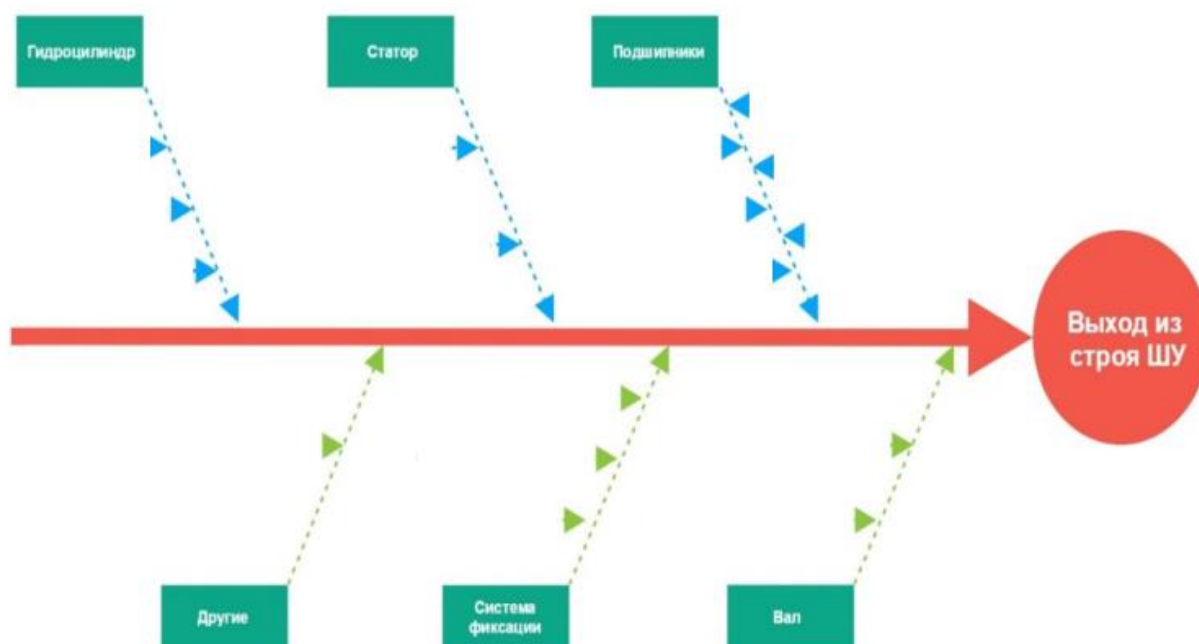 Гидроцилиндр
Статор
Подшипники
Выход из
строя ШУ
Другие
Система
фиксации
Вал